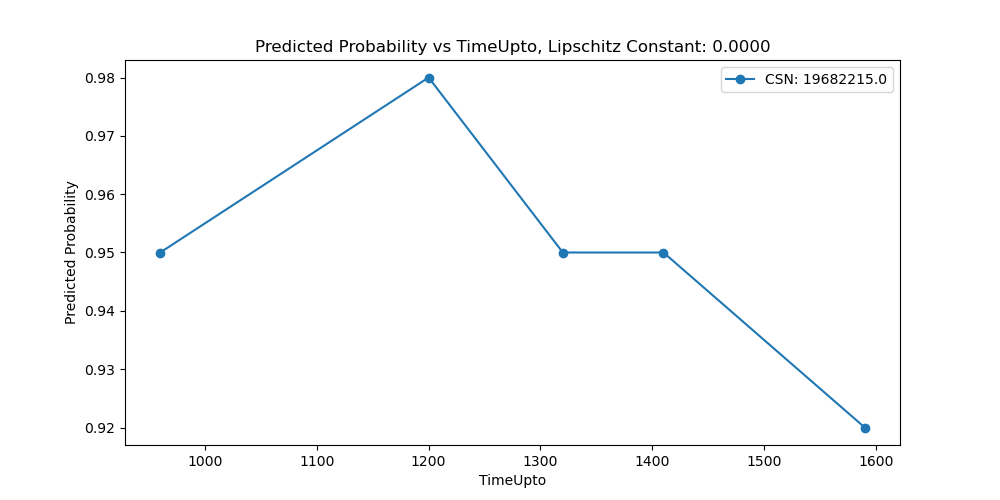 Predicted Probability vs TimeUpto, Lipschitz Constant: 0.0000
CSN: 19682215.0
Predicted Probability
0.98
0.97
0.96
0.95
0.94
0.93
0.92
1000 1100 1200 1300 1400 1500 1600
TimeUpto